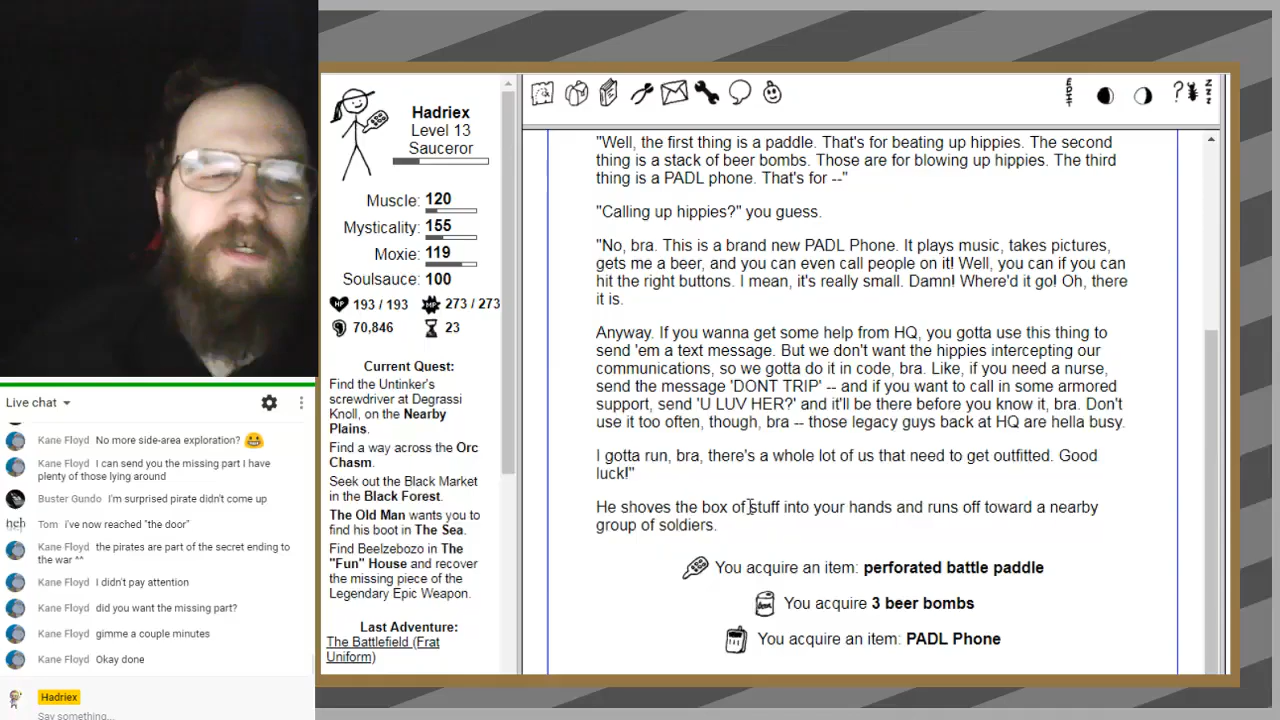 Live chat
Kane Floyd No more side-area exploration?
Kane Floyd I can send you the missing part I have
plenty of those lying around
Buster Gundo I'm surprised pirate didn't come up
Tom i've now reached "the door"
Kane Floyd the pirates are part of the secret ending to
the war ^^
Kane Floyd I didn't pay attention
Kane Floyd did you want the missing part?
Kane Floyd gimme a couple minutes
Kane Floyd Okay done
Hadriex
Say something...
Hadriex
Level 13
Sauceror
Muscle: 120
Mysticality: 155
Moxie: 119
Soulsauce: 100
HP 193 / 193 MP 273 / 273
70,846 23
Current Quest:
Find the Untinker's
screwdriver at Degrassi
Knoll, on the Nearby
Plains.
Find a way across the Orc
Chasm.
Seek out the Black Market
in the Black Forest.
The Old Man wants you to
find his boot in The Sea.
Find Beelzebozo in The
"Fun" House and recover
the missing piece of the
Legendary Epic Weapon.
Last Adventure:
The Battlefield (Frat
Uniform)
"Well, the first thing is a paddle. That's for beating up hippies. The second
thing is a stack of beer bombs. Those are for blowing up hippies. The third
thing is a PADL phone. That's for --"
"Calling up hippies?" you guess.
"No, bra. This is a brand new PADL Phone. It plays music, takes pictures,
gets me a beer, and you can even call people on it! Well, you can if you can
hit the right buttons. I mean, it's really small. Damn! Where'd it go! Oh, there
it is.
Anyway. If you wanna get some help from HQ, you gotta use this thing to
send 'em a text message. But we don't want the hippies intercepting our
communications, so we gotta do it in code, bra. Like, if you need a nurse,
send the message 'DONT TRIP' -- and if you want to call in some armored
support, send 'U LUV HER?' and it'll be there before you know it, bra. Don't
use it too often, though, bra -- those legacy guys back at HQ are hella busy.
I gotta run, bra, there's a whole lot of us that need to get outfitted. Good
luck!"
He shoves the box of stuff into your hands and runs off toward a nearby
group of soldiers.
You acquire an item: perforated battle paddle
You acquire 3 beer bombs
You acquire an item: PADL Phone